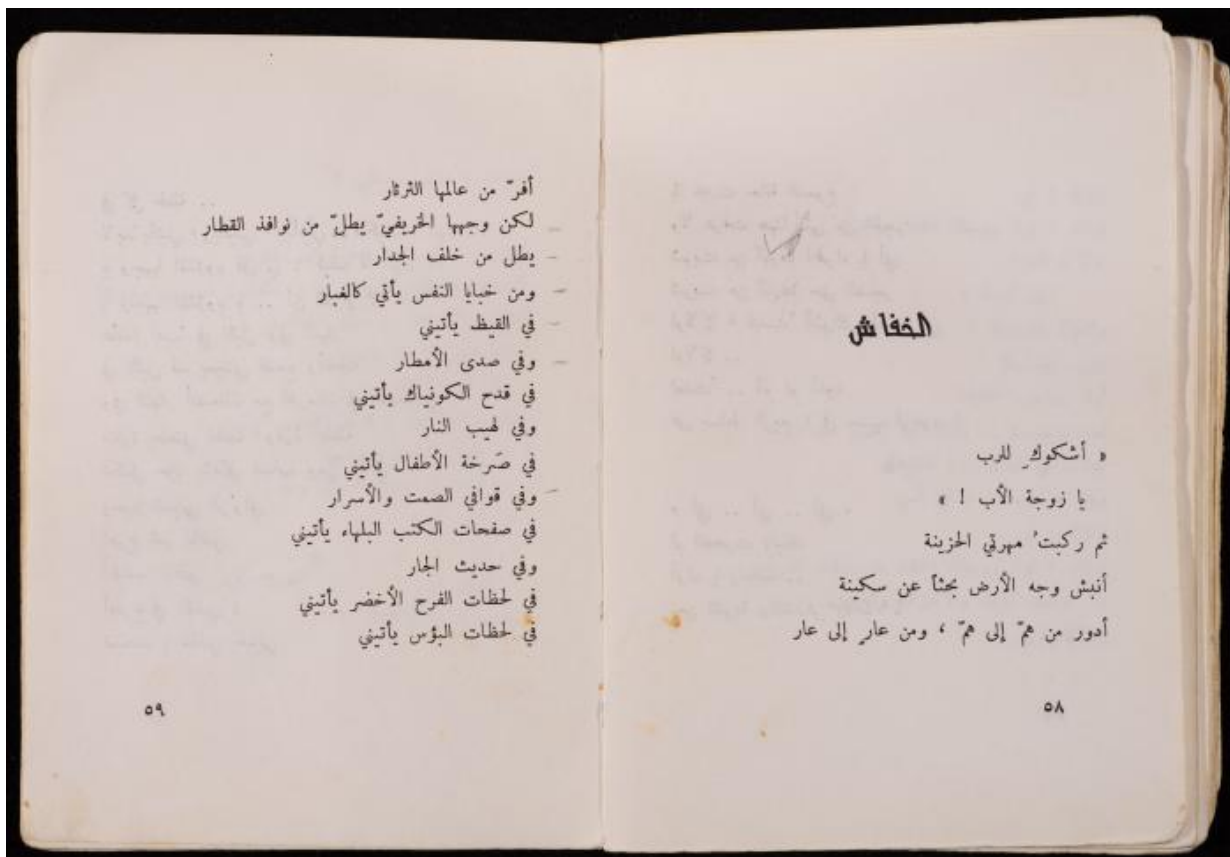 الخفاش
« أشكوكِ للرب
يا زوجة الأب ! »
ثم ركبتُ مهرتي الحزينة
أنبش وجه الأرض بحثاً عن سكينة
أدور من همّ إلى همّ ، ومن عارٍ إلى عار
٥٨
أفرّ من عالمها الثرثار
لكن وجهها الخريفيّ يطلّ من نوافذ القطار
يطل من خلف الجدار
ومن خبايا النفس يأتي كالغبار
في القيظ يأتيني
وفي صدى الأمطار
في قدح الكونياك يأتيني
وفي لهيب النار
في صَرخة الأطفال يأتيني
وفي قوافي الصمت والأسرار
في صفحات الكتب البلهاء يأتيني
وفي حديث الجار
في لحظات الفرح الأخضر يأتيني
في لحظات البؤس يأتيني
٥٩